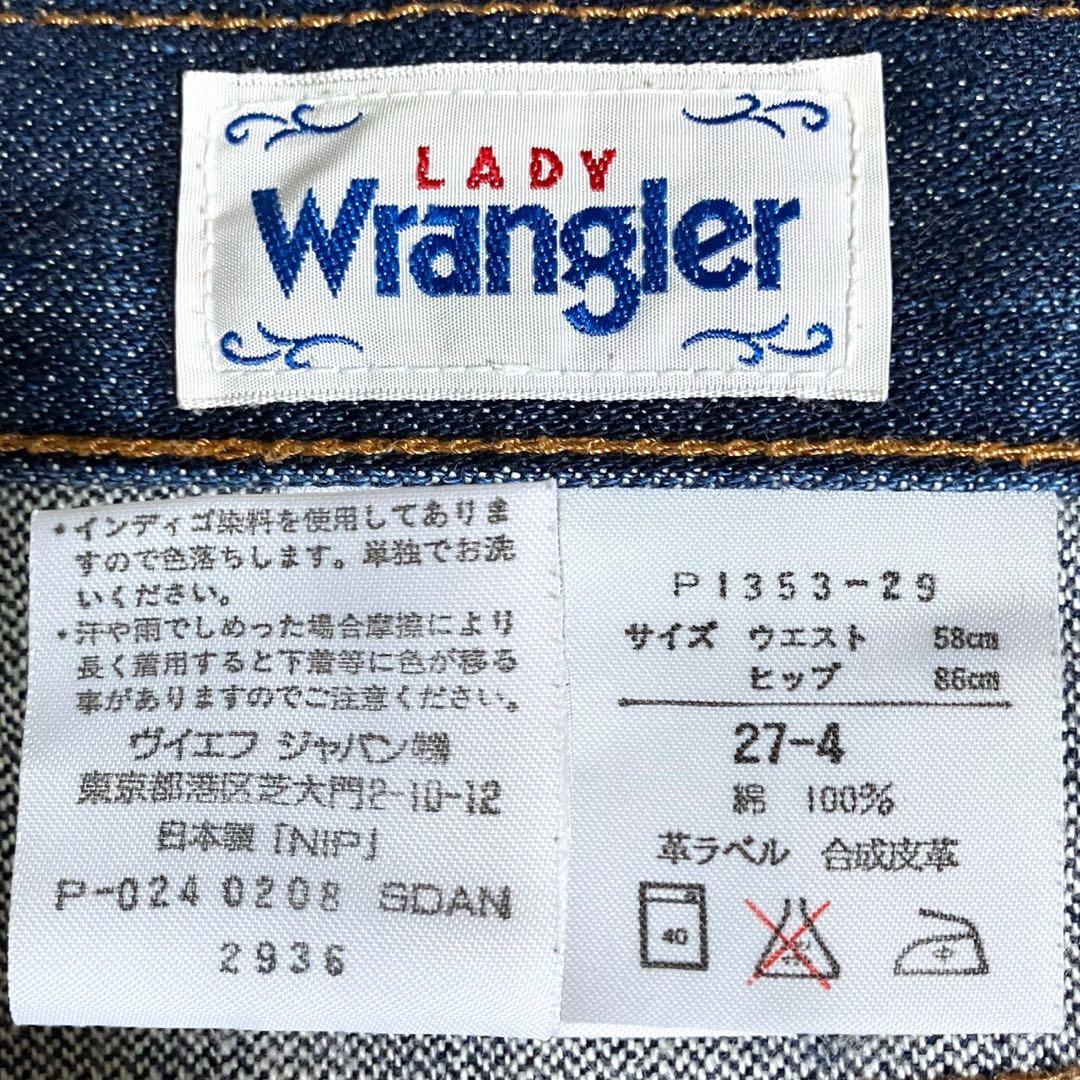 LADY
Wrangler
・インディゴ染料を使用してありま
すので色落ちします。単独でお洗
いください。
・汗や雨でしめった場合摩擦により
長く着用すると下着等に色が移る
事がありますのでご注意ください。
ヴイエフ ジャパン㈱
東京都港区芝大門2-10-12
日本製「NIP」
P-024 0208 SDAN
2936
P1353-29
サイズ ウエスト 58cm
ヒップ 86cm
27-4
綿 100%
革ラベル 合成皮革
40
中